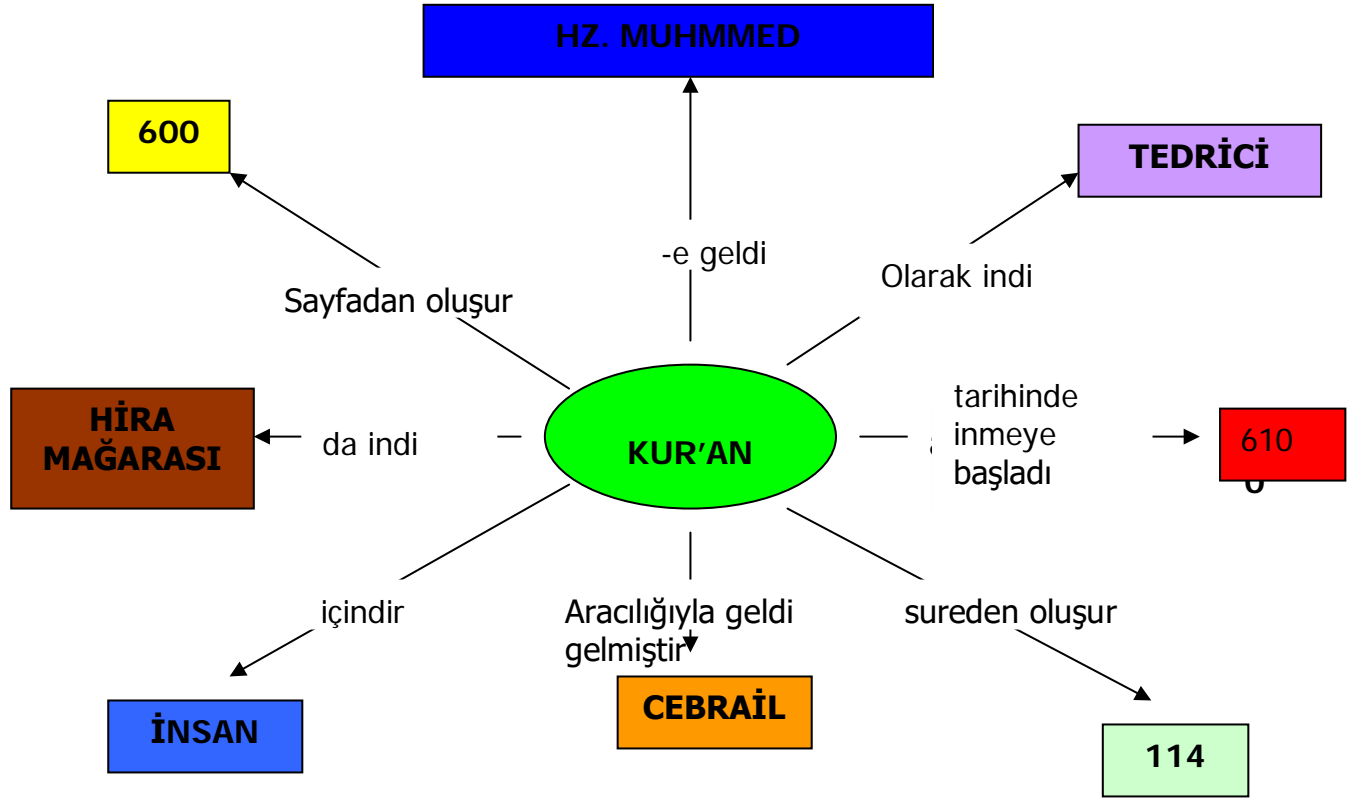 HZ. MUHMMED
600
TEDRİCİ
-e geldi
Olarak indi
Sayfadan oluşur
tarihinde
inmeye
başladı
HİRA
MAĞARASI
da indi
KUR’AN
610
içindir
Aracılığıyla geldi
gelmiştir
sureden oluşur
İNSAN
CEBRAİL
114